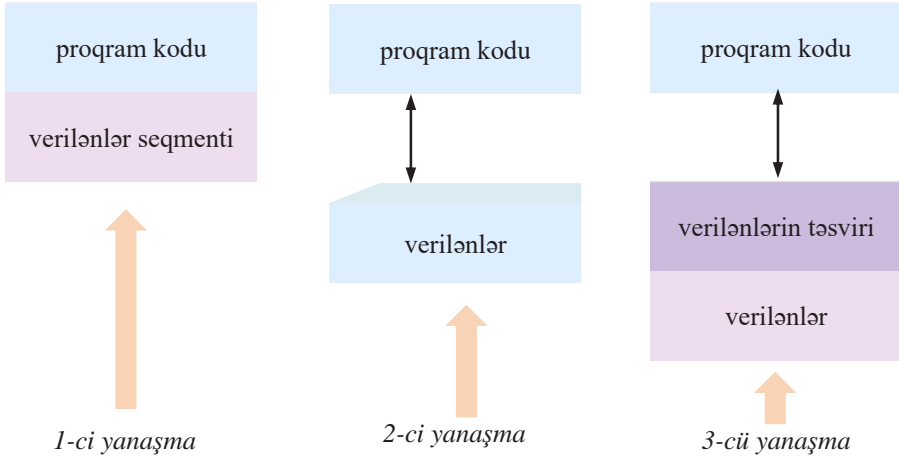 proqram kodu
verilənlər seqmenti
1-ci yanaşma
proqram kodu
verilənlər
2-ci yanaşma
proqram kodu
verilənlərin təsviri
verilənlər
3-cü yanaşma